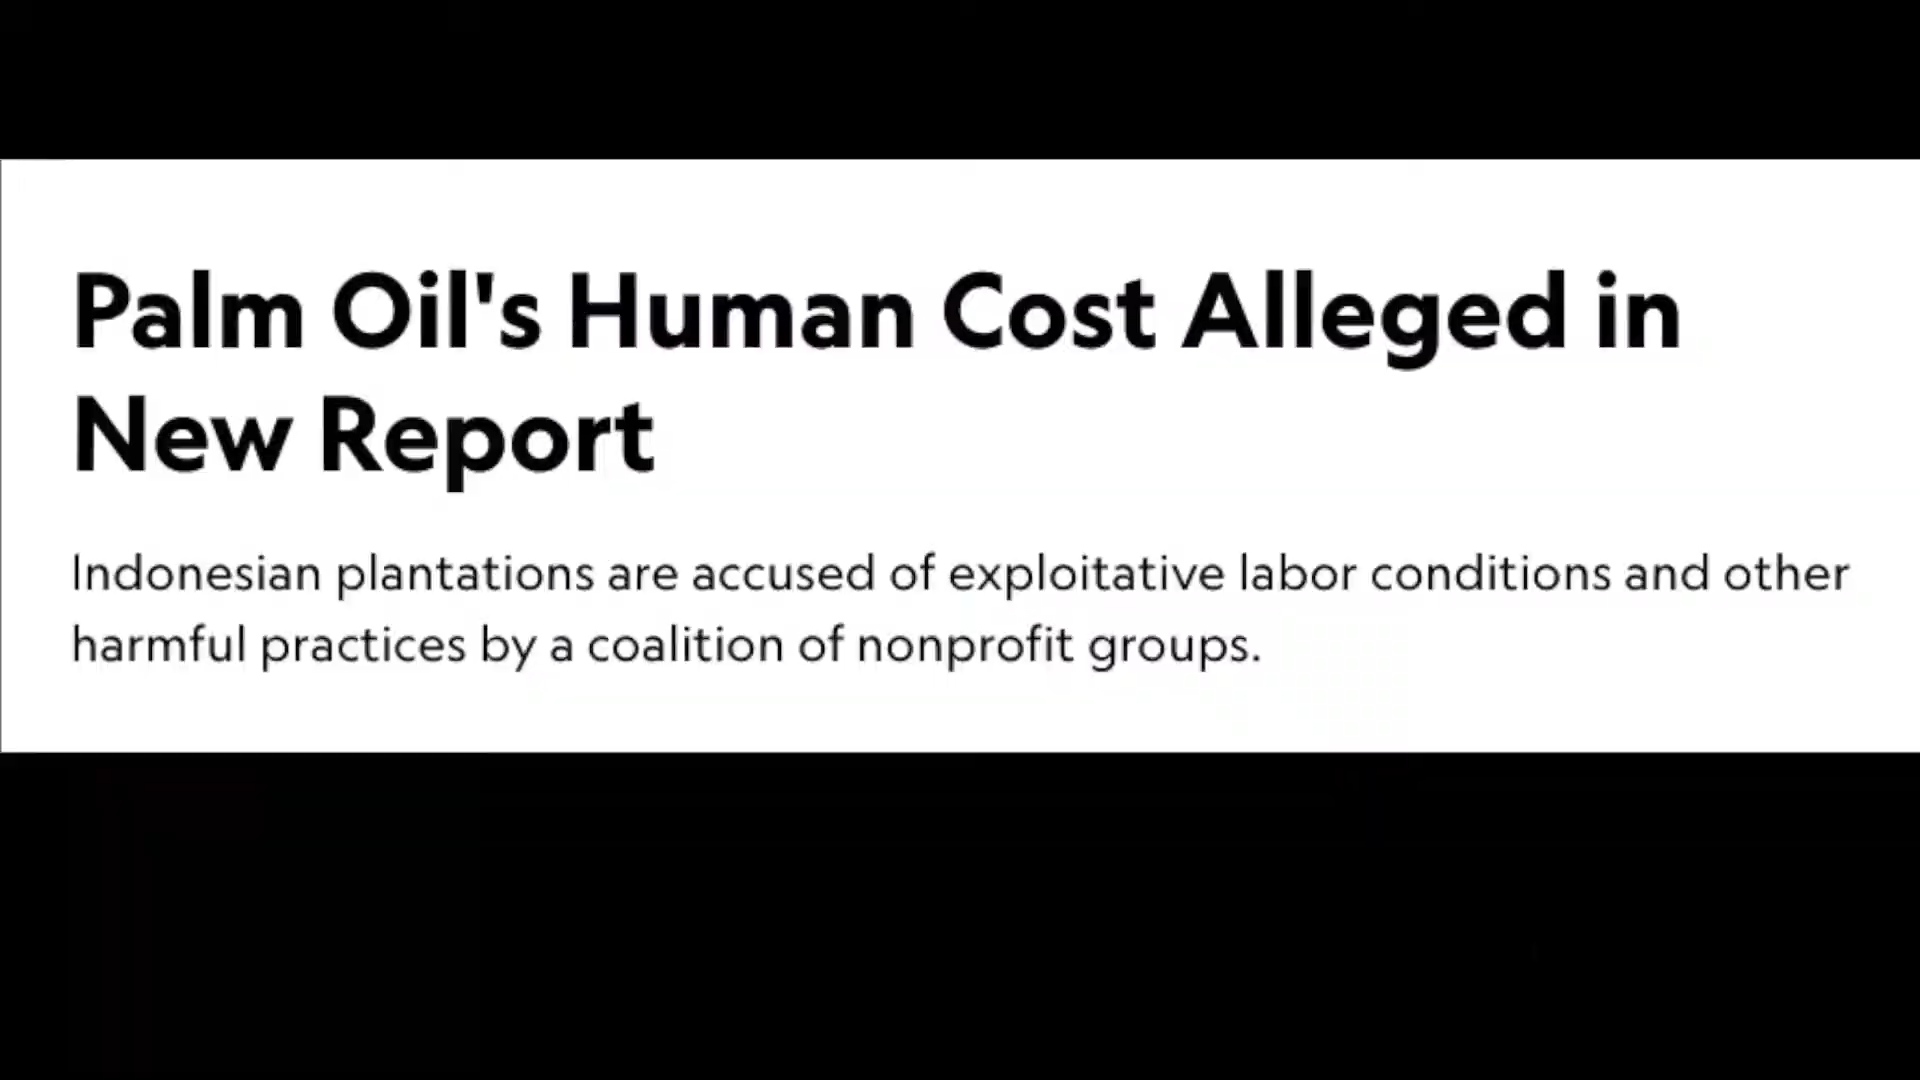 Palm Oil's Human Cost Alleged in
New Report
Indonesian plantations are accused of exploitative labor conditions and other
harmful practices by a coalition of nonprofit groups.